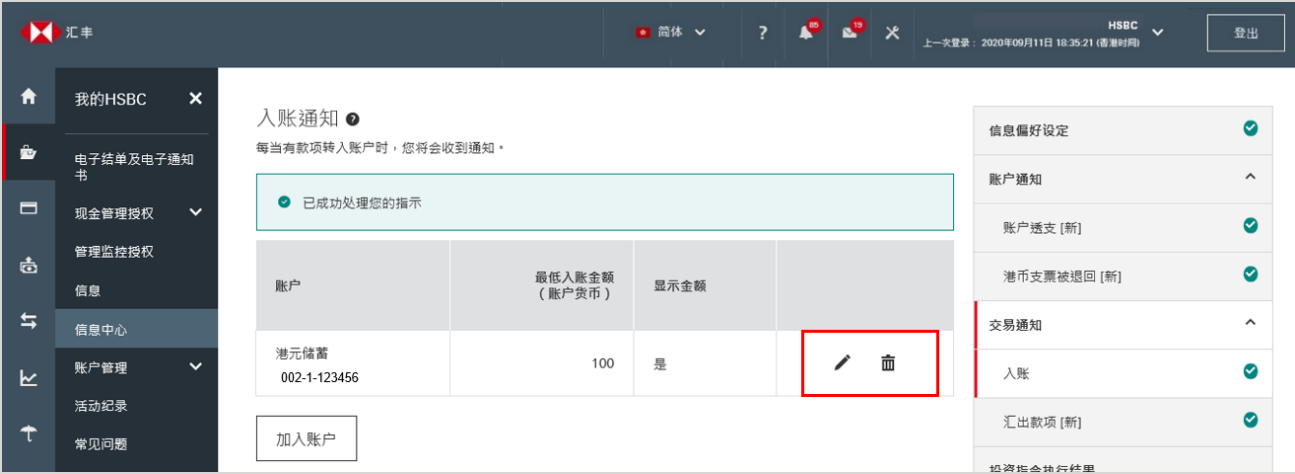 汇丰
简体
?
85
19
HSBC
上一次登录： 2020年09月11日 18:35:21 (香港时间)
登出
我的HSBC
电子结单及电子通知
书
现金管理授权
管理监控授权
信息
信息中心
账户管理
活动纪录
常见问题
入账通知 ?
每当有款项转入账户时，您将会收到通知。
已成功处理您的指示
账户
最低入账金额
（账户货币）
显示金额
港元储蓄
002-1-123456
100
是
加入账户
信息偏好设定
账户通知
账户透支 [新]
港币支票被退回 [新]
交易通知
入账
汇出款项 [新]
投资指令执行结果